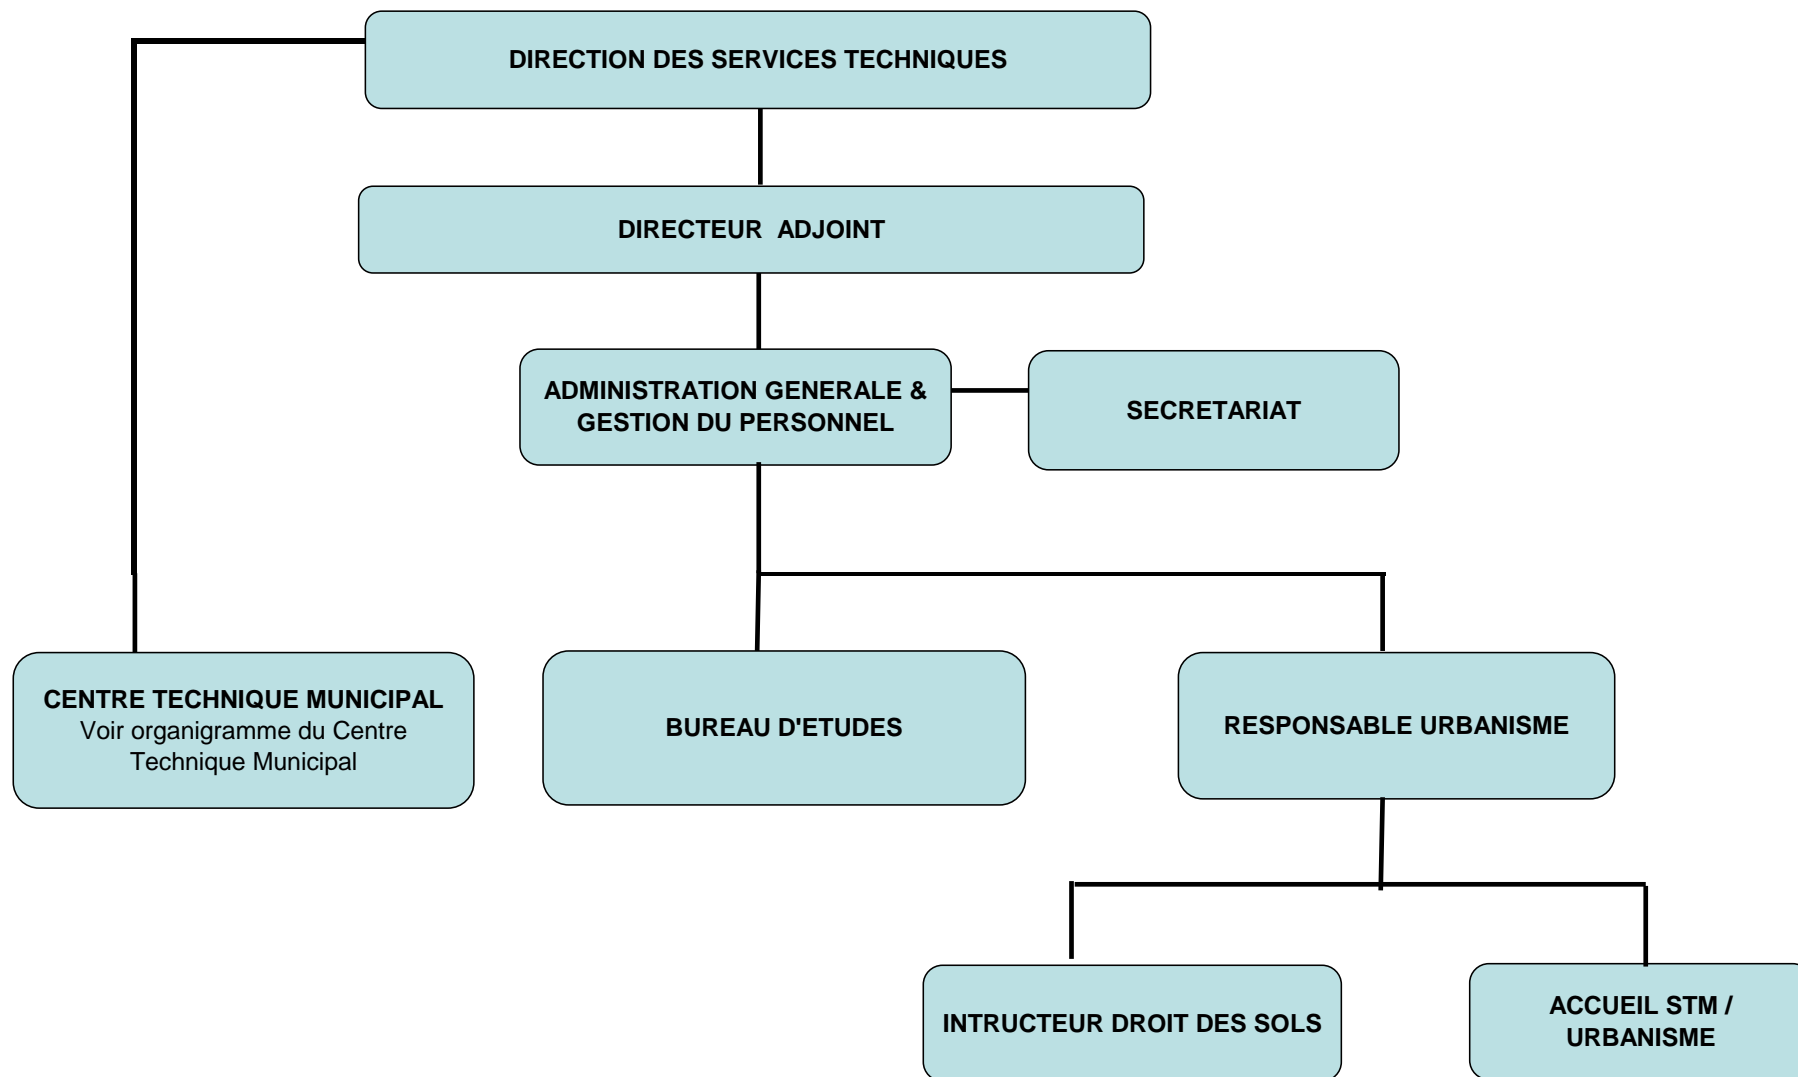 DIRECTION DES SERVICES TECHNIQUES
DIRECTEUR ADJOINT
ADMINISTRATION GENERALE &
GESTION DU PERSONNEL
SECRETARIAT
CENTRE TECHNIQUE MUNICIPAL
Voir organigramme du Centre
Technique Municipal
BUREAU D'ETUDES
RESPONSABLE URBANISME
INTRUCTEUR DROIT DES SOLS
ACCUEIL STM /
URBANISME